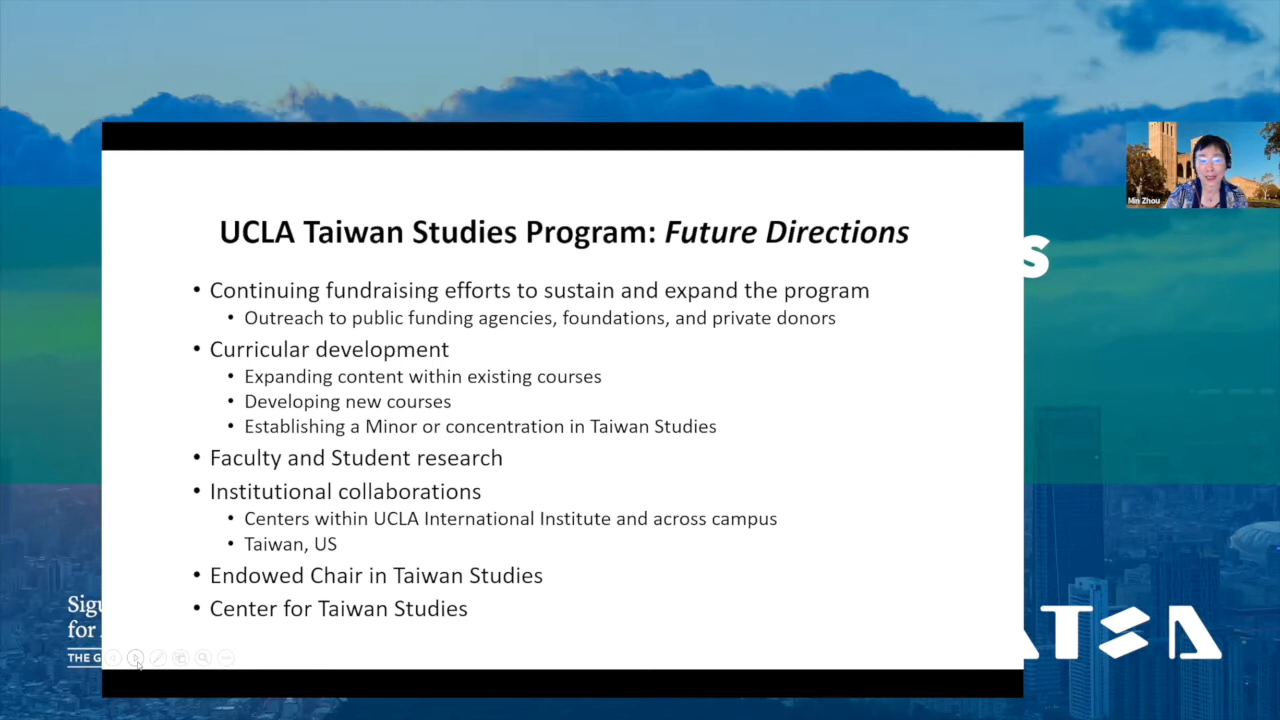 UCLA Taiwan Studies Program: Future Directions
• Continuing fundraising efforts to sustain and expand the program
• Outreach to public funding agencies, foundations, and private donors
• Curricular development
• Expanding content within existing courses
• Developing new courses
• Establishing a Minor or concentration in Taiwan Studies
• Faculty and Student research
• Institutional collaborations
• Centers within UCLA International Institute and across campus
• Taiwan, US
• Endowed Chair in Taiwan Studies
• Center for Taiwan Studies
Min Zhou
s
Sigu
for
THE G